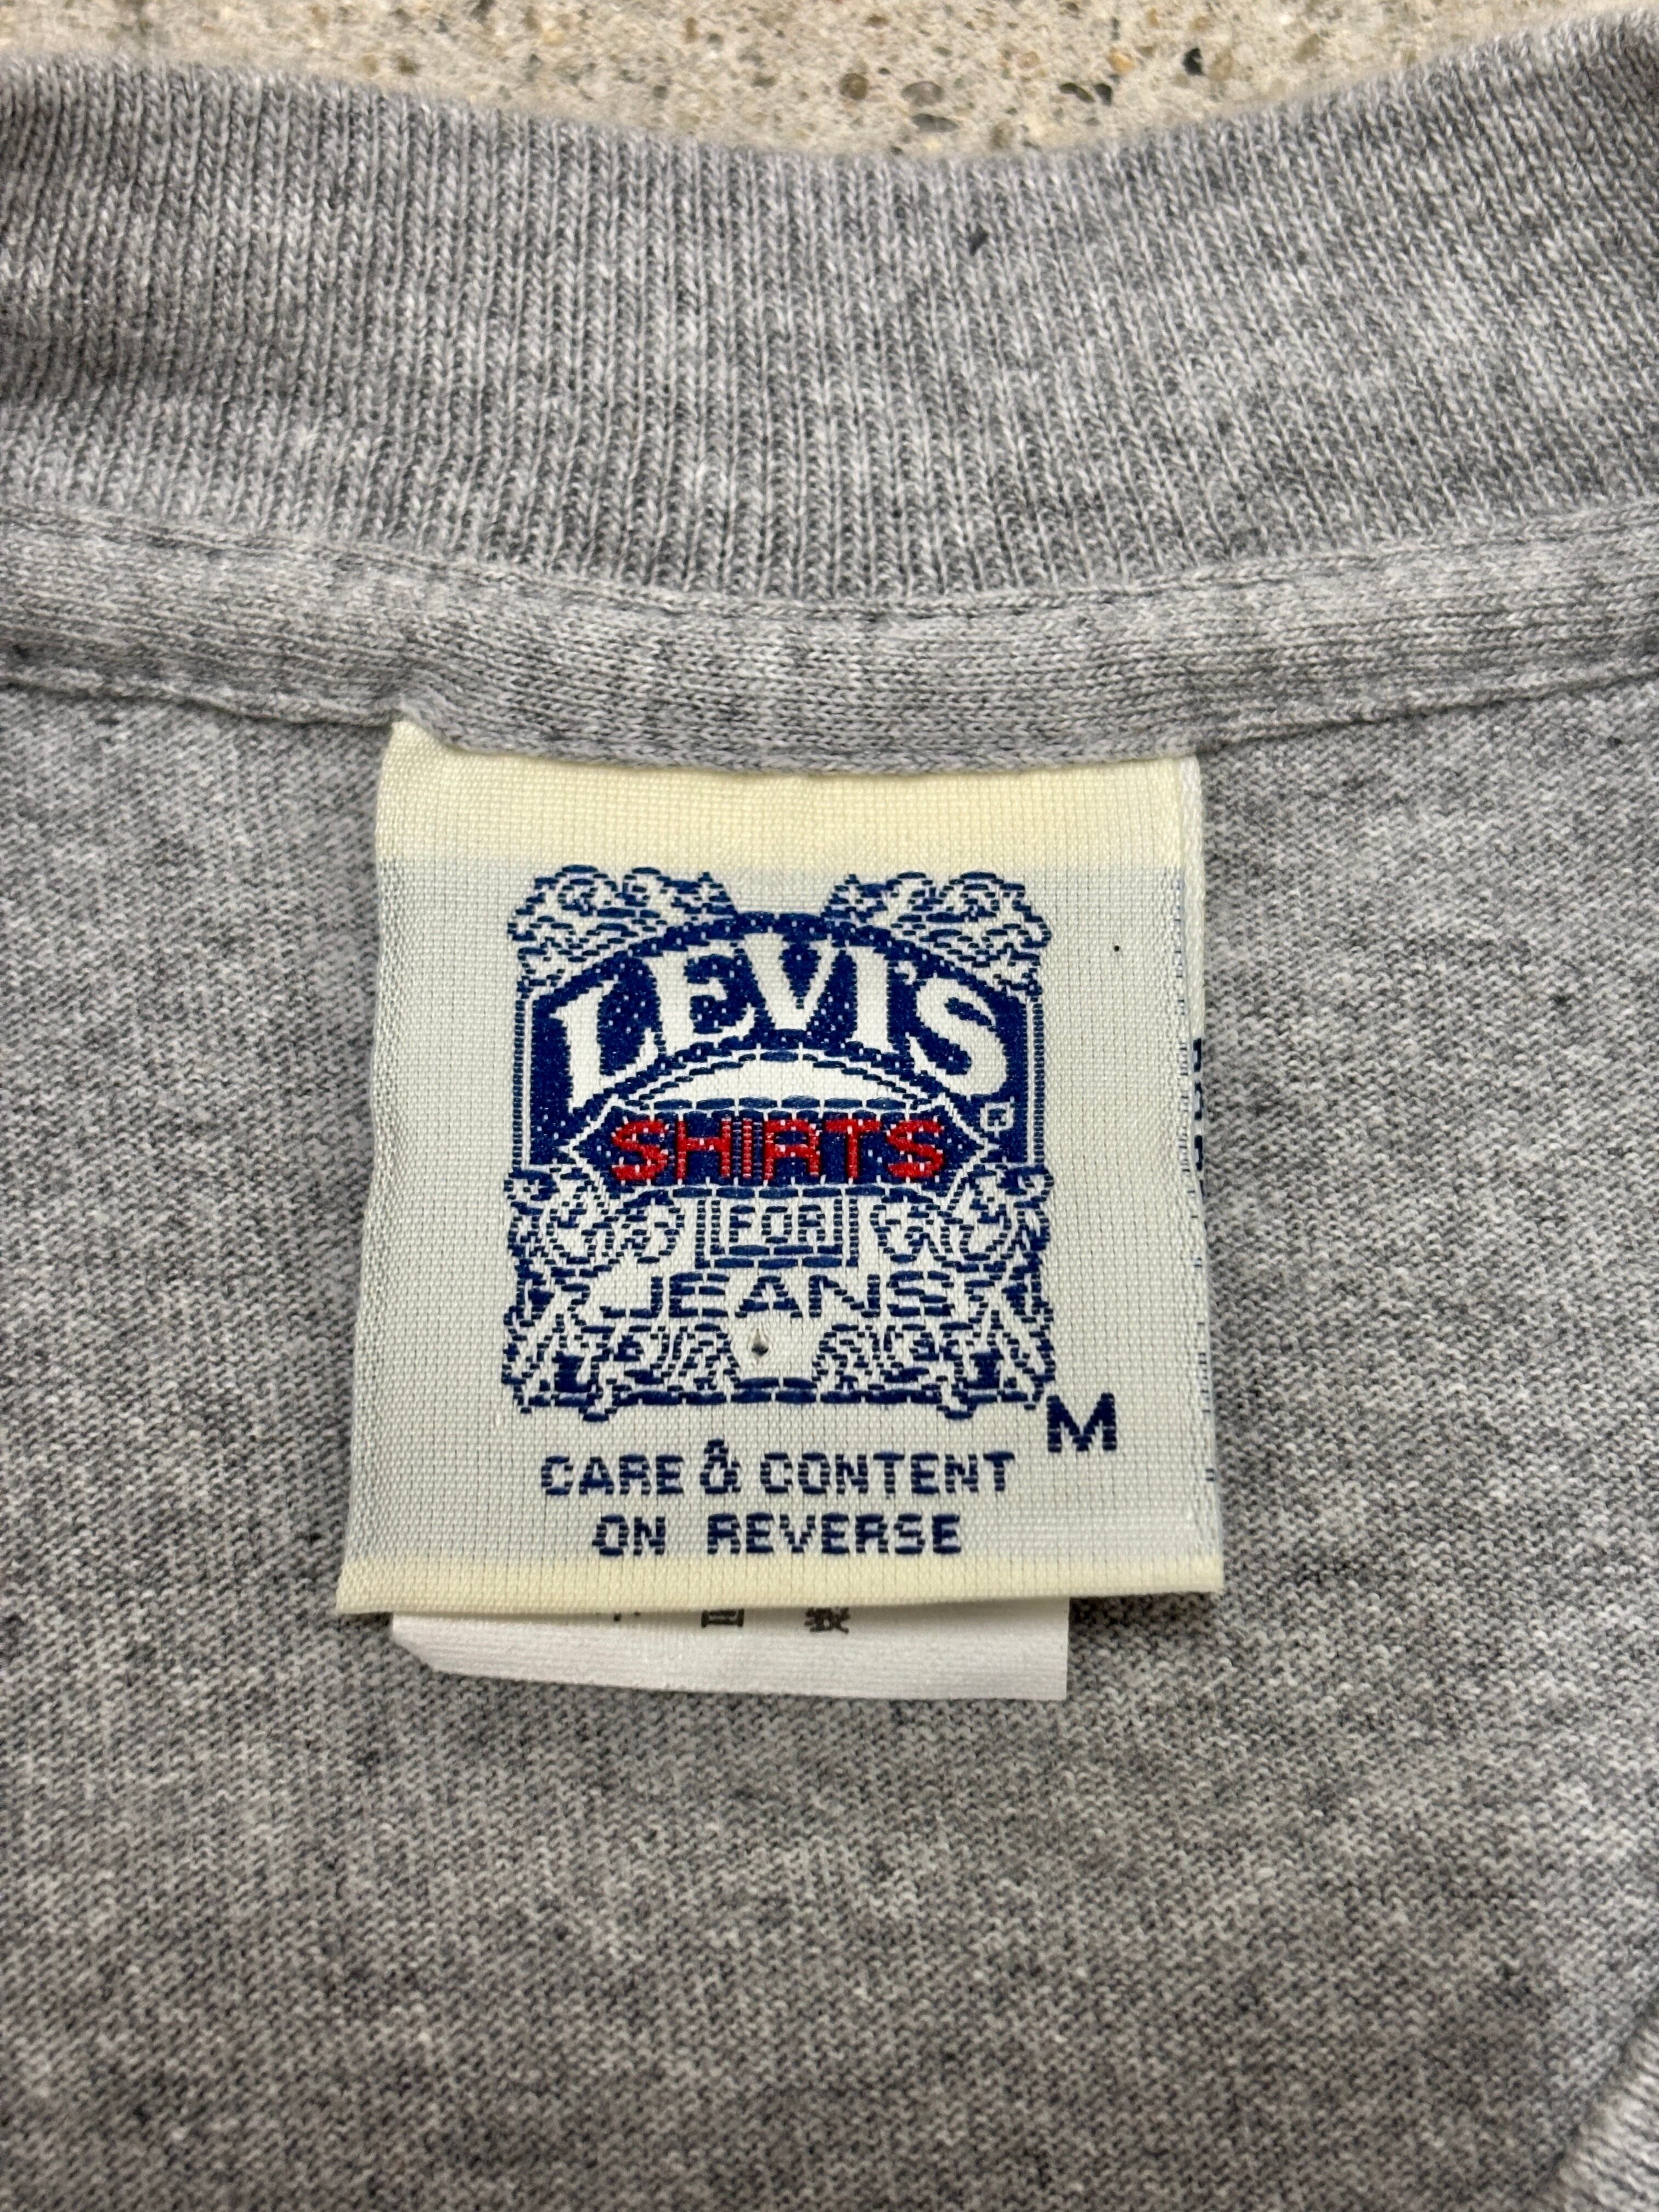 LEVI'S
SHIRTS
FOR
JEANS
M
CARE & CONTENT
ON REVERSE